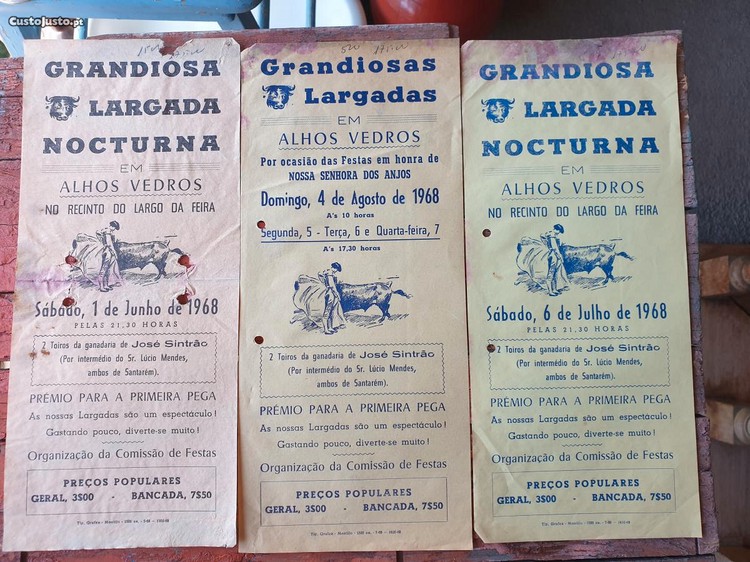 CustoJusto.pt
GRANDIOSA
LARGADA
NOCTURNA
EM
ALHOS VEDROS
NO RECINTO DO LARGO DA FEIRA
Sábado, 1 de Junho de 1968
PELAS 21,30 HORAS
2 Toiros da ganadaria de José Sintrão
(Por intermédio do Sr. Lúcio Mendes,
ambos de Santarém).
PRÉMIO PARA A PRIMEIRA PEGA
As nossas Largadas são um espectáculo!
Gastando pouco, diverte-se muito!
Organização da Comissão de Festas
PREÇOS POPULARES
GERAL, 3$00 - BANCADA, 7$50
Grandiosas
Largadas
EM
ALHOS VEDROS
Por ocasião das Festas em honra de
NOSSA SENHORA DOS ANJOS
Domingo, 4 de Agosto de 1968
A's 10 horas
Segunda, 5 - Terça, 6 e Quarta-feira, 7
A's 17,30 horas
2 Toiros da ganadaria de José Sintrão
(Por intermédio do Sr. Lúcio Mendes,
ambos de Santarém).
PRÉMIO PARA A PRIMEIRA PEGA
As nossas Largadas são um espectáculo!
Gastando pouco, diverte-se muito!
Organização da Comissão de Festas
PREÇOS POPULARES
GERAL, 3$00 - BANCADA, 7$50
GRANDIOSA
LARGADA
NOCTURNA
EM
ALHOS VEDROS
NO RECINTO DO LARGO DA FEIRA
Sábado, 6 de Julho de 1968
PELAS 21,30 HORAS
2 Toiros da ganadaria de José Sintrão
(Por intermédio do Sr. Lúcio Mendes,
ambos de Santarém).
PRÉMIO PARA A PRIMEIRA PEGA
As nossas Largadas são um espectáculo!
Gastando pouco, diverte-se muito!
Organização da Comissão de Festas
PREÇOS POPULARES
GERAL, 3$00 - BANCADA, 7$50